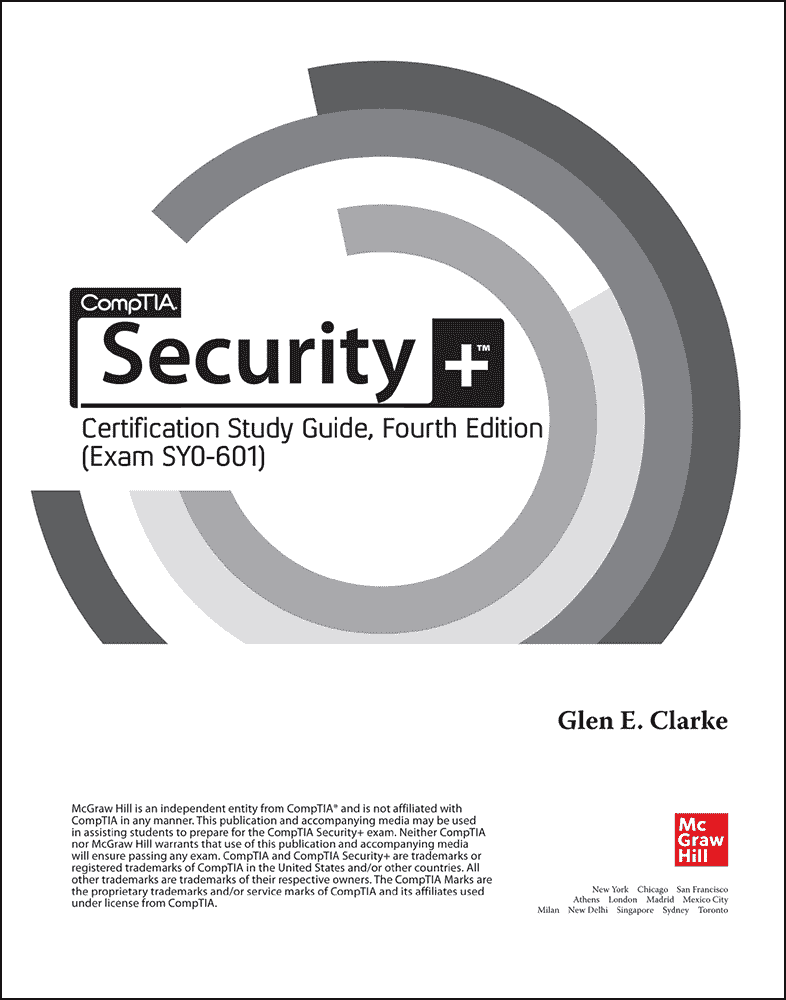 CompTIA.
Security+™
Certification Study Guide, Fourth Edition
(Exam SY0-601)
Glen E. Clarke
McGraw Hill is an independent entity from CompTIA® and is not affiliated with
CompTIA in any manner. This publication and accompanying media may be used
in assisting students to prepare for the CompTIA Security+ exam. Neither CompTIA
nor McGraw Hill warrants that use of this publication and accompanying media
will ensure passing any exam. CompTIA and CompTIA Security+ are trademarks or
registered trademarks of CompTIA in the United States and/or other countries. All
other trademarks are trademarks of their respective owners. The CompTIA Marks are
the proprietary trademarks and/or service marks of CompTIA and its affiliates used
under license from CompTIA.
Mc
Graw
Hill
New York Chicago San Francisco
Athens London Madrid Mexico City
Milan New Delhi Singapore Sydney Toronto